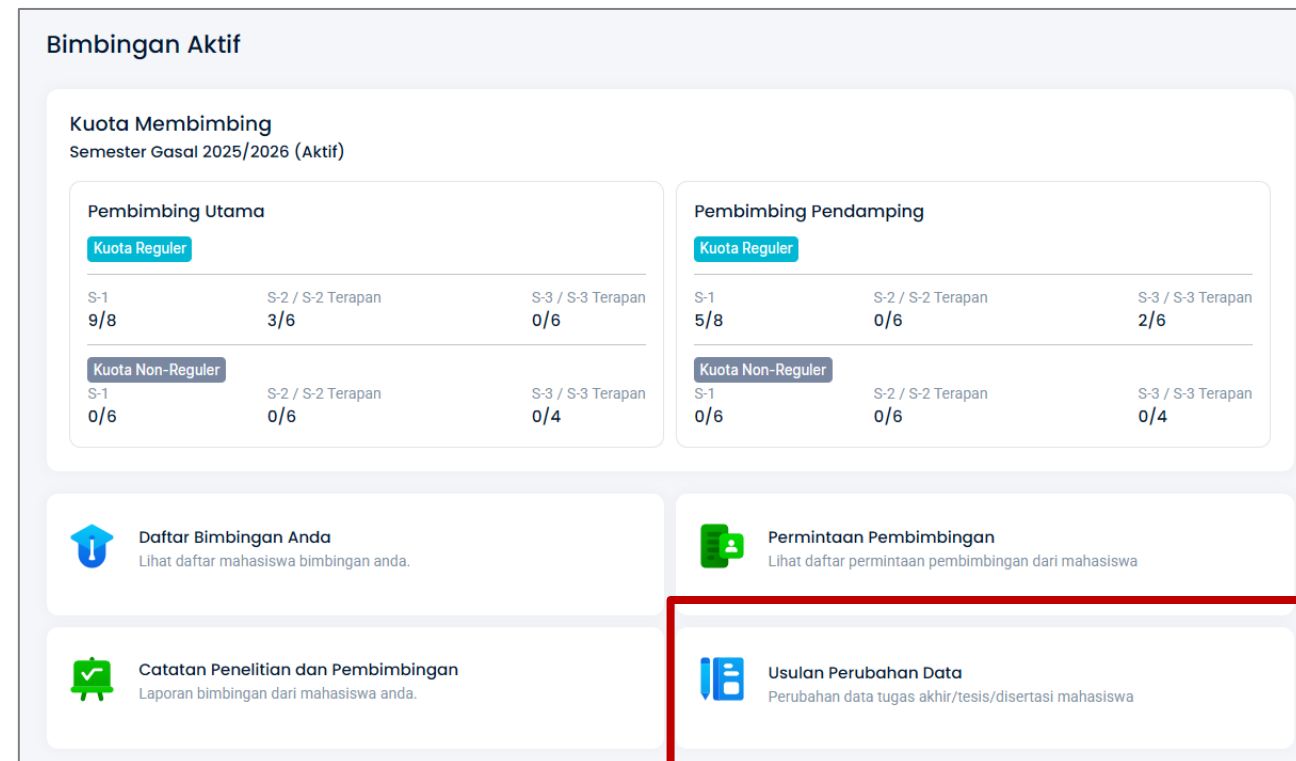 Bimbingan Aktif
Kuota Membimbing
Semester Gasal 2025/2026 (Aktif)
Pembimbing Utama
Kuota Reguler
S-1 S-2 / S-2 Terapan S-3 / S-3 Terapan
9/8 3/6 0/6
Kuota Non-Reguler
S-1 S-2 / S-2 Terapan S-3 / S-3 Terapan
0/6 0/6 0/4
Pembimbing Pendamping
Kuota Reguler
S-1 S-2 / S-2 Terapan S-3 / S-3 Terapan
5/8 0/6 2/6
Kuota Non-Reguler
S-1 S-2 / S-2 Terapan S-3 / S-3 Terapan
0/6 0/6 0/4
Daftar Bimbingan Anda
Lihat daftar mahasiswa bimbingan anda.
Permintaan Pembimbingan
Lihat daftar permintaan pembimbingan dari mahasiswa
Catatan Penelitian dan Pembimbingan
Laporan bimbingan dari mahasiswa anda.
Usulan Perubahan Data
Perubahan data tugas akhir/tesis/disertasi mahasiswa